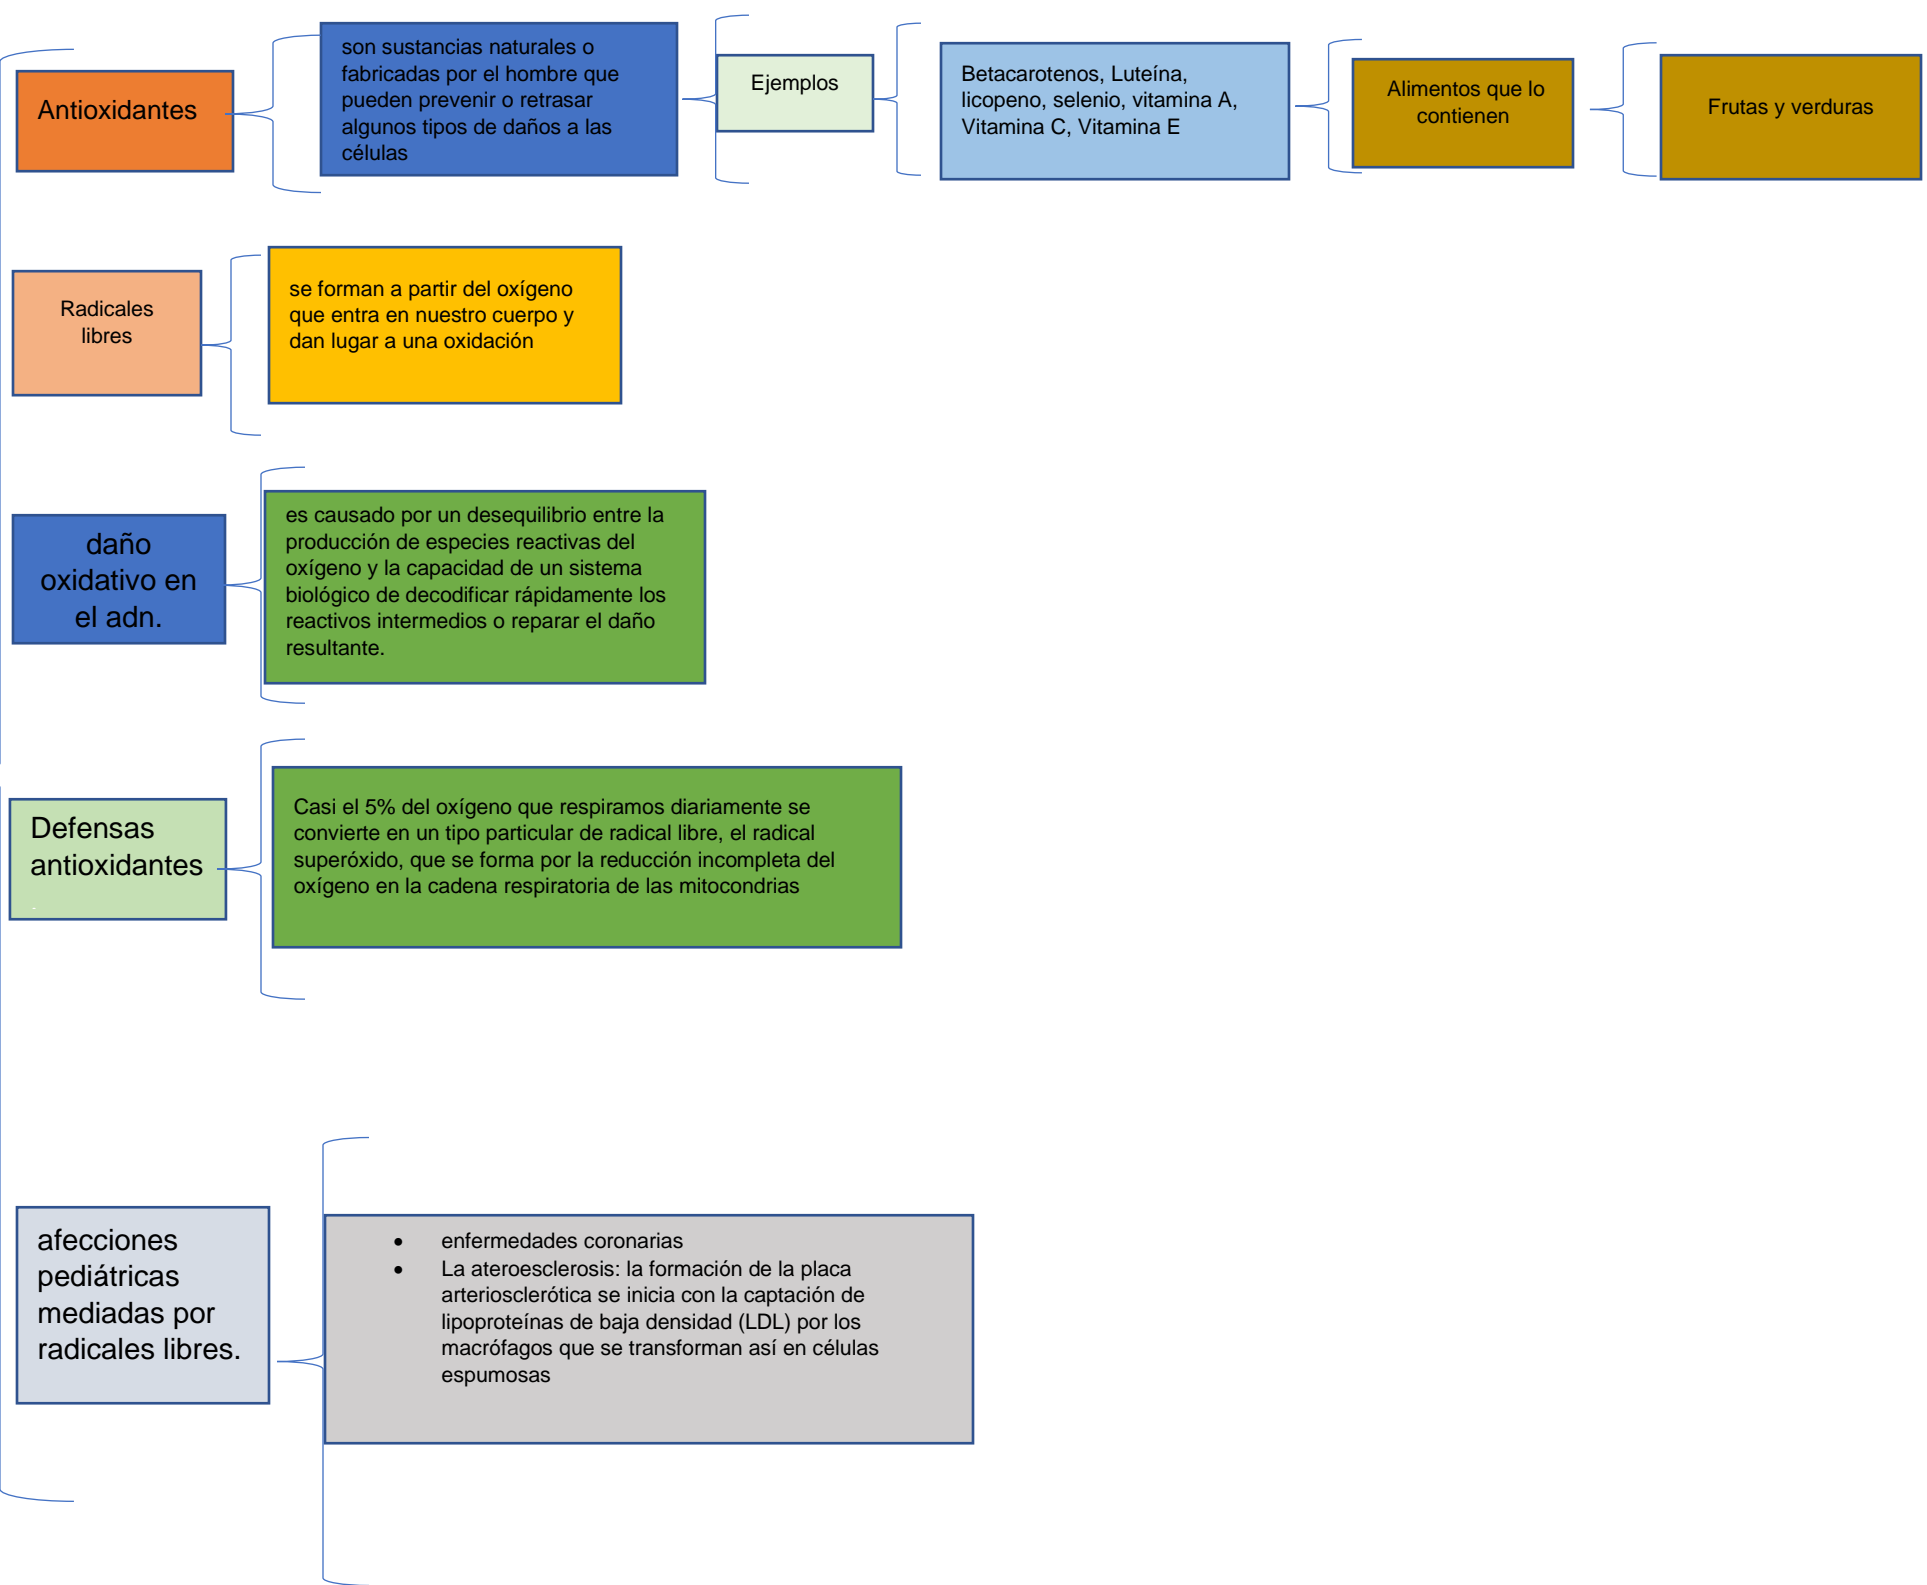 Antioxidantes
son sustancias naturales o
fabricadas por el hombre que
pueden prevenir o retrasar
algunos tipos de daños a las
células
Ejemplos
Betacarotenos, Luteína,
licopeno, selenio, vitamina A,
Vitamina C, Vitamina E
Alimentos que lo
contienen
Frutas y verduras
Radicales
libres
se forman a partir del oxígeno
que entra en nuestro cuerpo y
dan lugar a una oxidación
daño
oxidativo en
el adn.
es causado por un desequilibrio entre la
producción de especies reactivas del
oxígeno y la capacidad de un sistema
biológico de decodificar rápidamente los
reactivos intermedios o reparar el daño
resultante.
Defensas
antioxidantes
.
Casi el 5% del oxígeno que respiramos diariamente se
convierte en un tipo particular de radical libre, el radical
superóxido, que se forma por la reducción incompleta del
oxígeno en la cadena respiratoria de las mitocondrias
afecciones
pediátricas
mediadas por
radicales libres.
• enfermedades coronarias
• La ateroesclerosis: la formación de la placa
arteriosclerótica se inicia con la captación de
lipoproteínas de baja densidad (LDL) por los
macrófagos que se transforman así en células
espumosas